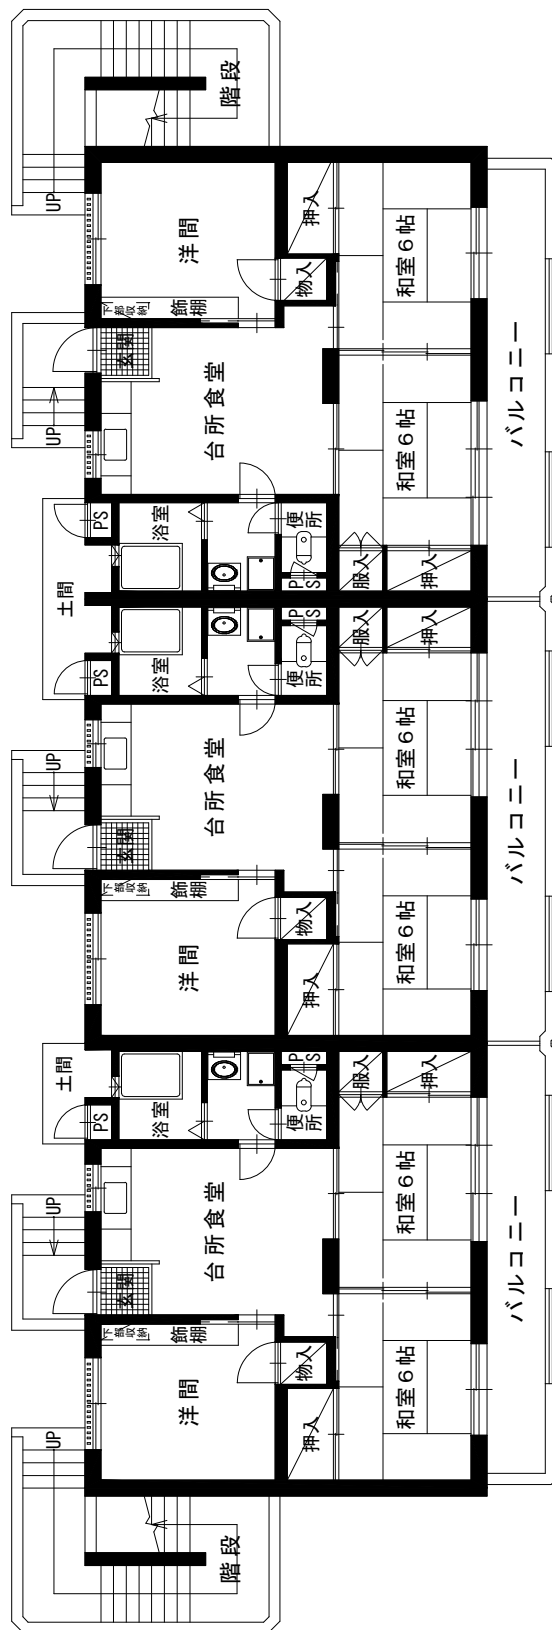 階段
UP
洋間
押入
物入
飾棚
下部収納
玄関
UP
台所食堂
和室6帖
和室6帖
バルコニー
PS
浴室
便所
PS
服入
押入
土間
PS
浴室
便所
PS
服入
押入
UP
台所食堂
玄関
下部収納
飾棚
洋間
物入
押入
和室6帖
和室6帖
バルコニー
土間
PS
浴室
便所
PS
服入
押入
UP
台所食堂
玄関
下部収納
飾棚
洋間
物入
押入
和室6帖
和室6帖
バルコニー
UP
階段